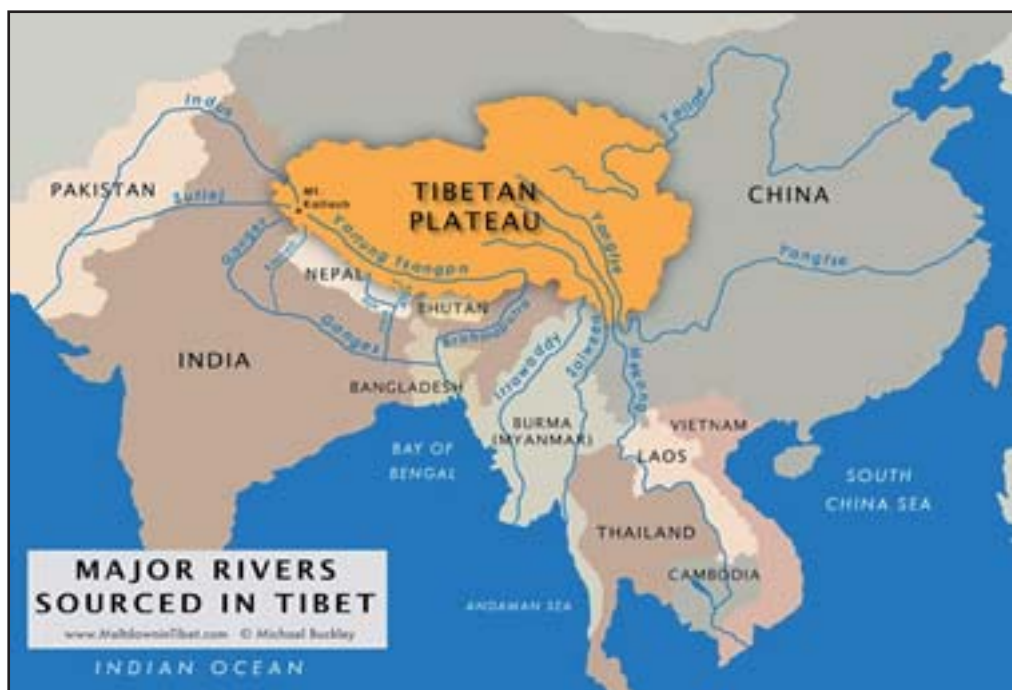 Indus
Yellow
PAKISTAN
Mt.
Kailash
TIBETAN
PLATEAU
CHINA
Sutlej
Ganges
Yarlung Tsangpo
Yangtse
Yangtse
NEPAL
BHUTAN
Brahmaputra
INDIA
Ganges
BANGLADESH
Irrawaddy
Salween
Mekong
BURMA
(MYANMAR)
VIETNAM
LAOS
BAY OF
BENGAL
SOUTH
CHINA SEA
THAILAND
CAMBODIA
ANDAMAN SEA
MAJOR RIVERS
SOURCED IN TIBET
www.MeltdowninTibet.com © Michael Buckley
INDIAN OCEAN